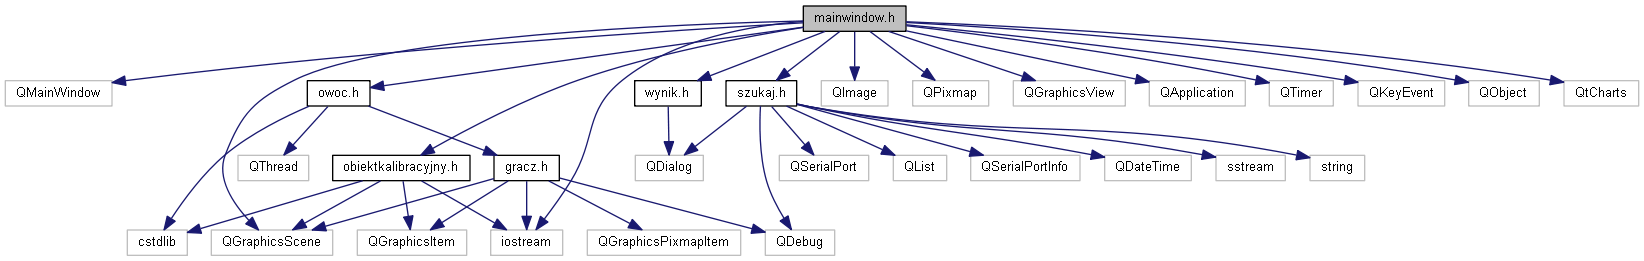 mainwindow.h
QMainWindow
owoc.h
wynik.h
szukaj.h
QImage
QPixmap
QGraphicsView
QApplication
QTimer
QKeyEvent
QObject
QtCharts
QThread
obiektkalibracyjny.h
gracz.h
QDialog
QSerialPort
QList
QSerialPortInfo
QDateTime
sstream
string
cstdlib
QGraphicsScene
QGraphicsItem
iostream
QGraphicsPixmapItem
QDebug